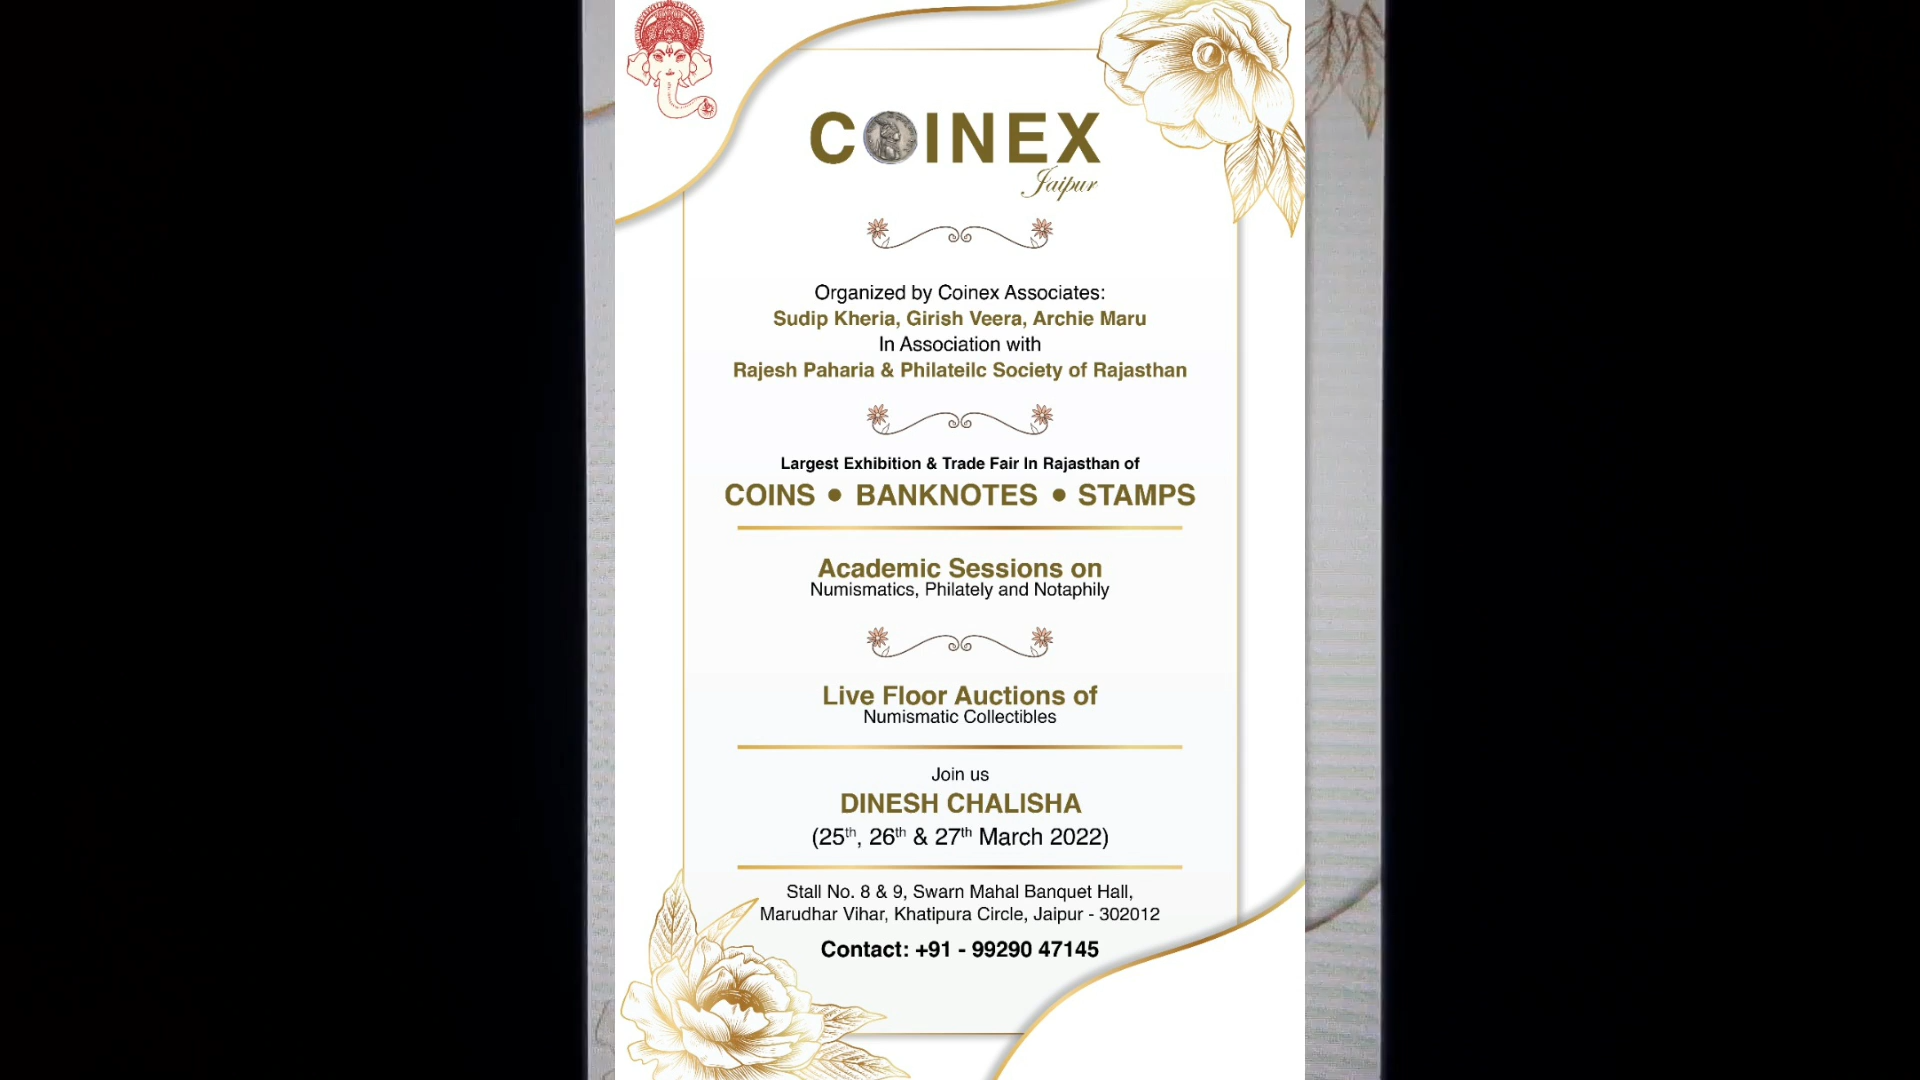 COINEX
Jaipur
Organized by Coinex Associates:
Sudip Kheria, Girish Veera, Archie Maru
In Association with
Rajesh Paharia & Philateilc Society of Rajasthan
Largest Exhibition & Trade Fair In Rajasthan of
COINS • BANKNOTES • STAMPS
Academic Sessions on
Numismatics, Philately and Notaphily
Live Floor Auctions of
Numismatic Collectibles
Join us
DINESH CHALISHA
(25th, 26th & 27th March 2022)
Stall No. 8 & 9, Swarn Mahal Banquet Hall,
Marudhar Vihar, Khatipura Circle, Jaipur - 302012
Contact: +91 - 99290 47145